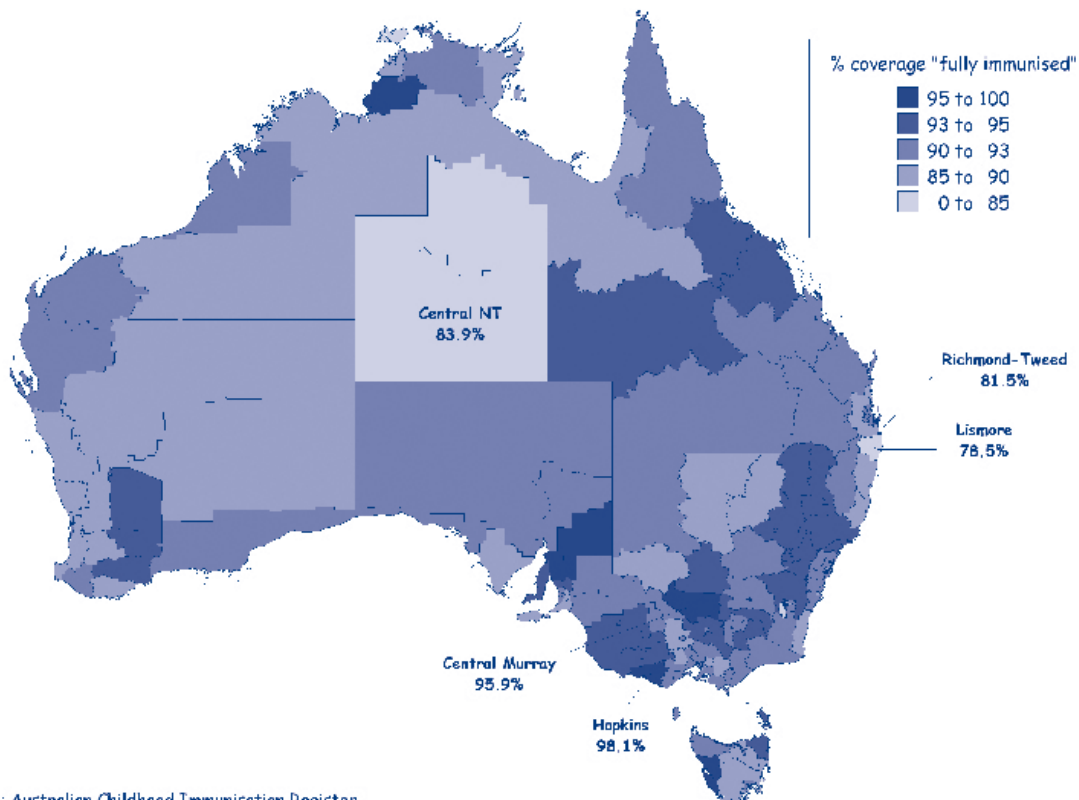 % coverage "fully immunised"
95 to 100
93 to 95
90 to 93
85 to 90
0 to 85
Central NT
83.9%
Richmond-Tweed
81.5%
Lismore
78.5%
Central Murray
95.9%
Hopkins
98.1%
: Australian Childhood Immunisation Register